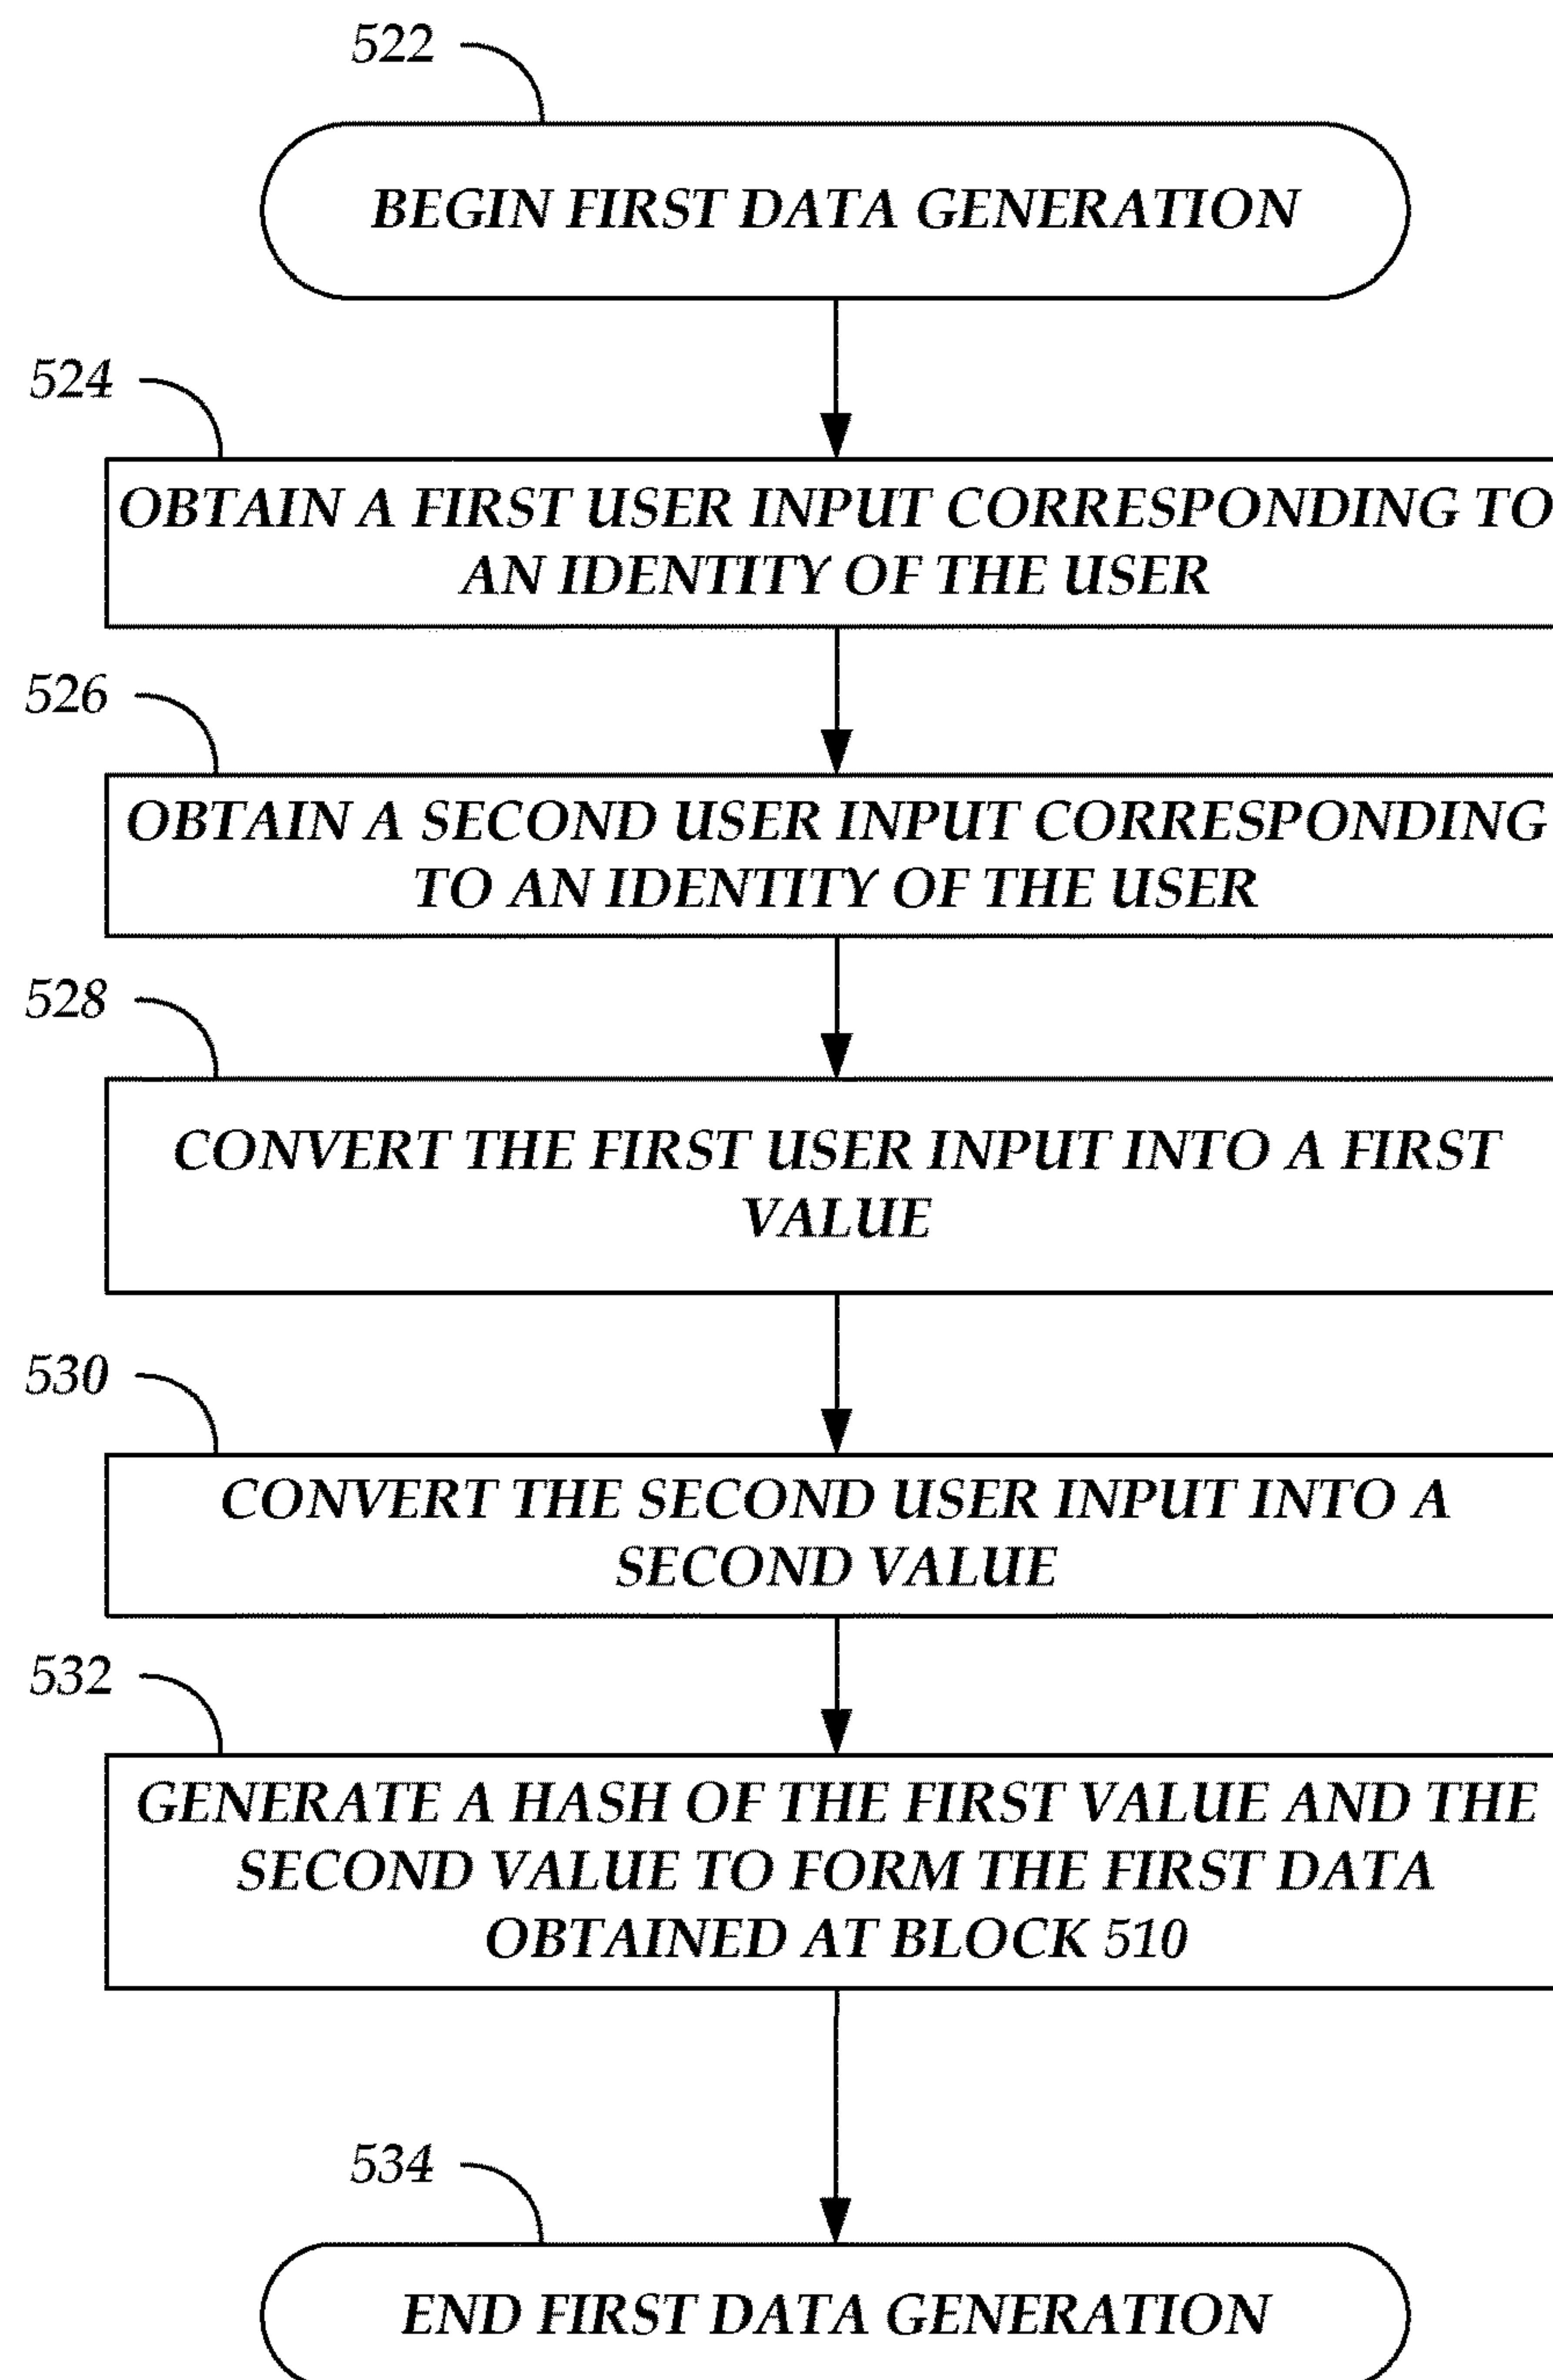 522
BEGIN FIRST DATA GENERATION
524
OBTAIN A FIRST USER INPUT CORRESPONDING TO
AN IDENTITY OF THE USER
526
OBTAIN A SECOND USER INPUT CORRESPONDING
TO AN IDENTITY OF THE USER
528
CONVERT THE FIRST USER INPUT INTO A FIRST
VALUE
530
CONVERT THE SECOND USER INPUT INTO A
SECOND VALUE
532
GENERATE A HASH OF THE FIRST VALUE AND THE
SECOND VALUE TO FORM THE FIRST DATA
OBTAINED AT BLOCK 510
534
END FIRST DATA GENERATION